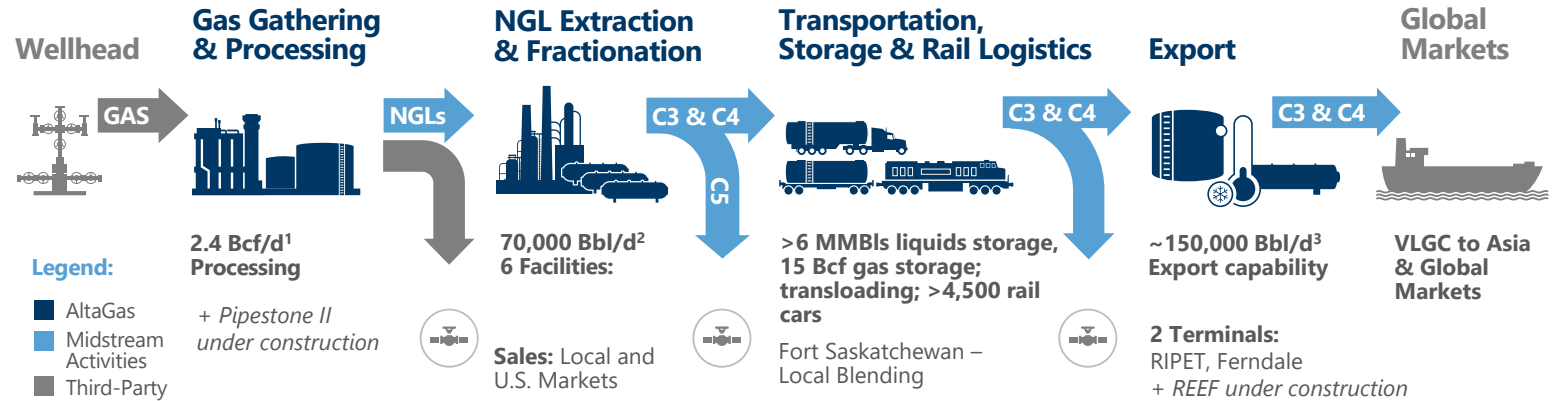 Wellhead
Gas Gathering
& Processing
NGL Extraction
& Fractionation
Transportation,
Storage & Rail Logistics
Export
Global
Markets
GAS
NGLs
C3 & C4
C5
C3 & C4
C3 & C4
Legend:
AltaGas
Midstream
Activities
Third-Party
2.4 Bcf/d¹
Processing
+ Pipestone II
under construction
70,000 Bbl/d²
6 Facilities:
Sales: Local and
U.S. Markets
>6 MMBls liquids storage,
15 Bcf gas storage;
transloading; >4,500 rail
cars
Fort Saskatchewan –
Local Blending
~150,000 Bbl/d³
Export capability
2 Terminals:
RIPET, Ferndale
+ REEF under construction
VLGC to Asia
& Global
Markets